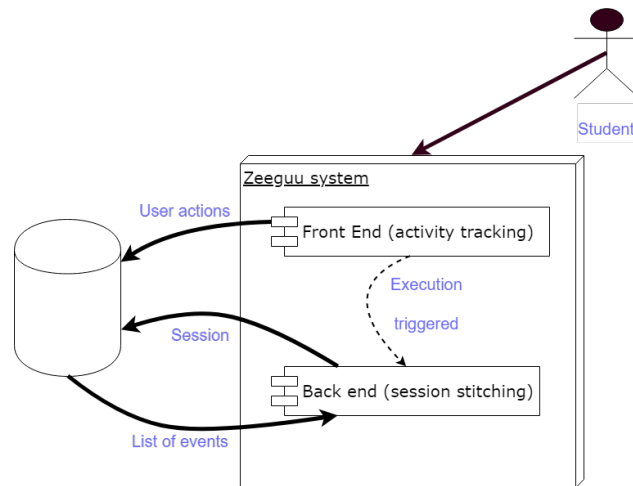 Student
Zeeguu system
User actions
Front End (activity tracking)
Execution
triggered
Session
Back end (session stitching)
List of events